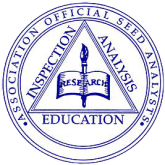 ASSOCIATION OFFICIAL SEED ANALYSTS
INSPECTION
ANALYSIS
RESEARCH
EDUCATION